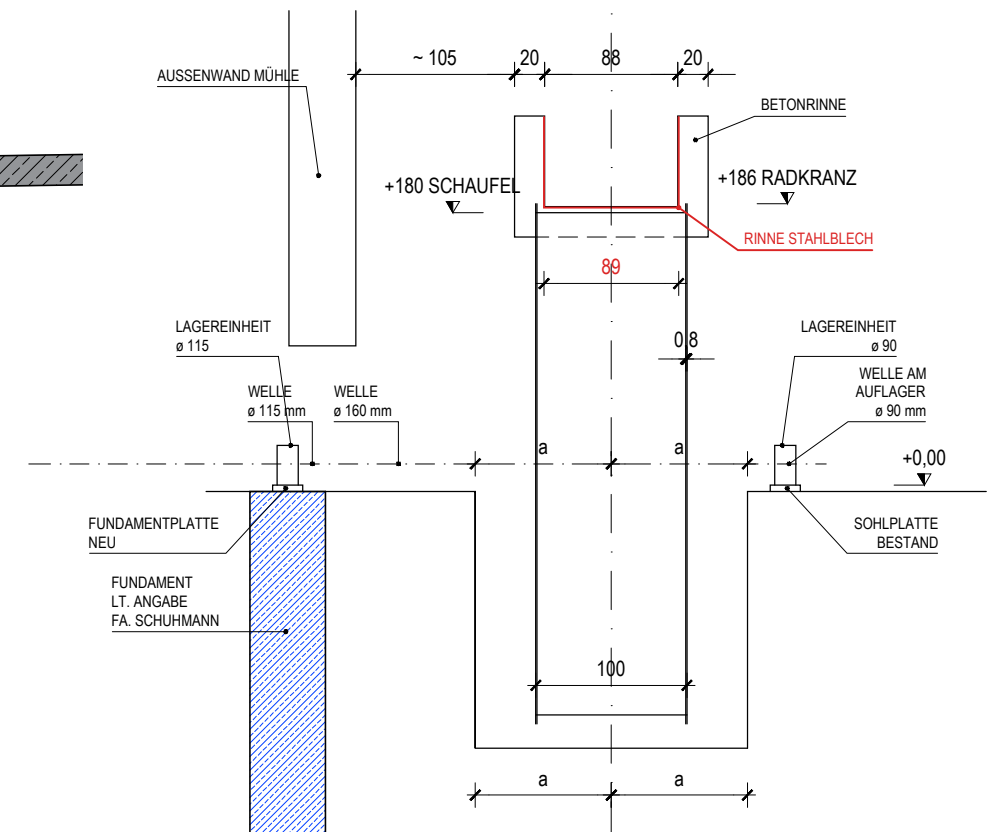 ~ 105
20
88
20
AUSSENWAND MÜHLE
BETONRINNE
+180 SCHAUFEL
+186 RADKRANZ
RINNE STAHLBLECH
89
LAGEREINHEIT
ø 115
0,8
LAGEREINHEIT
ø 90
WELLE
ø 115 mm
WELLE
ø 160 mm
WELLE AM
AUFLAGER
ø 90 mm
a
a
+0,00
FUNDAMENTPLATTE
NEU
SOHLPLATTE
BESTAND
FUNDAMENT
LT. ANGABE
FA. SCHUHMANN
100
a
a